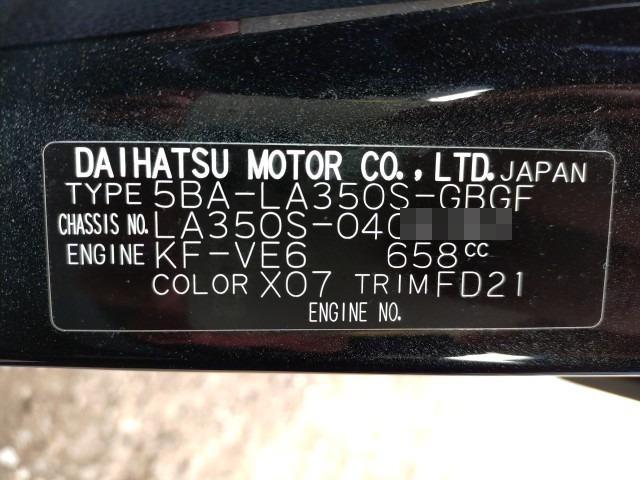 DAIHATSU MOTOR CO., LTD. JAPAN
TYPE 5BA-LA350S-GBGF
CHASSIS NO. LA350S-040
ENGINE KF-VE6 658cc
COLOR X07 TRIM FD21
ENGINE NO.